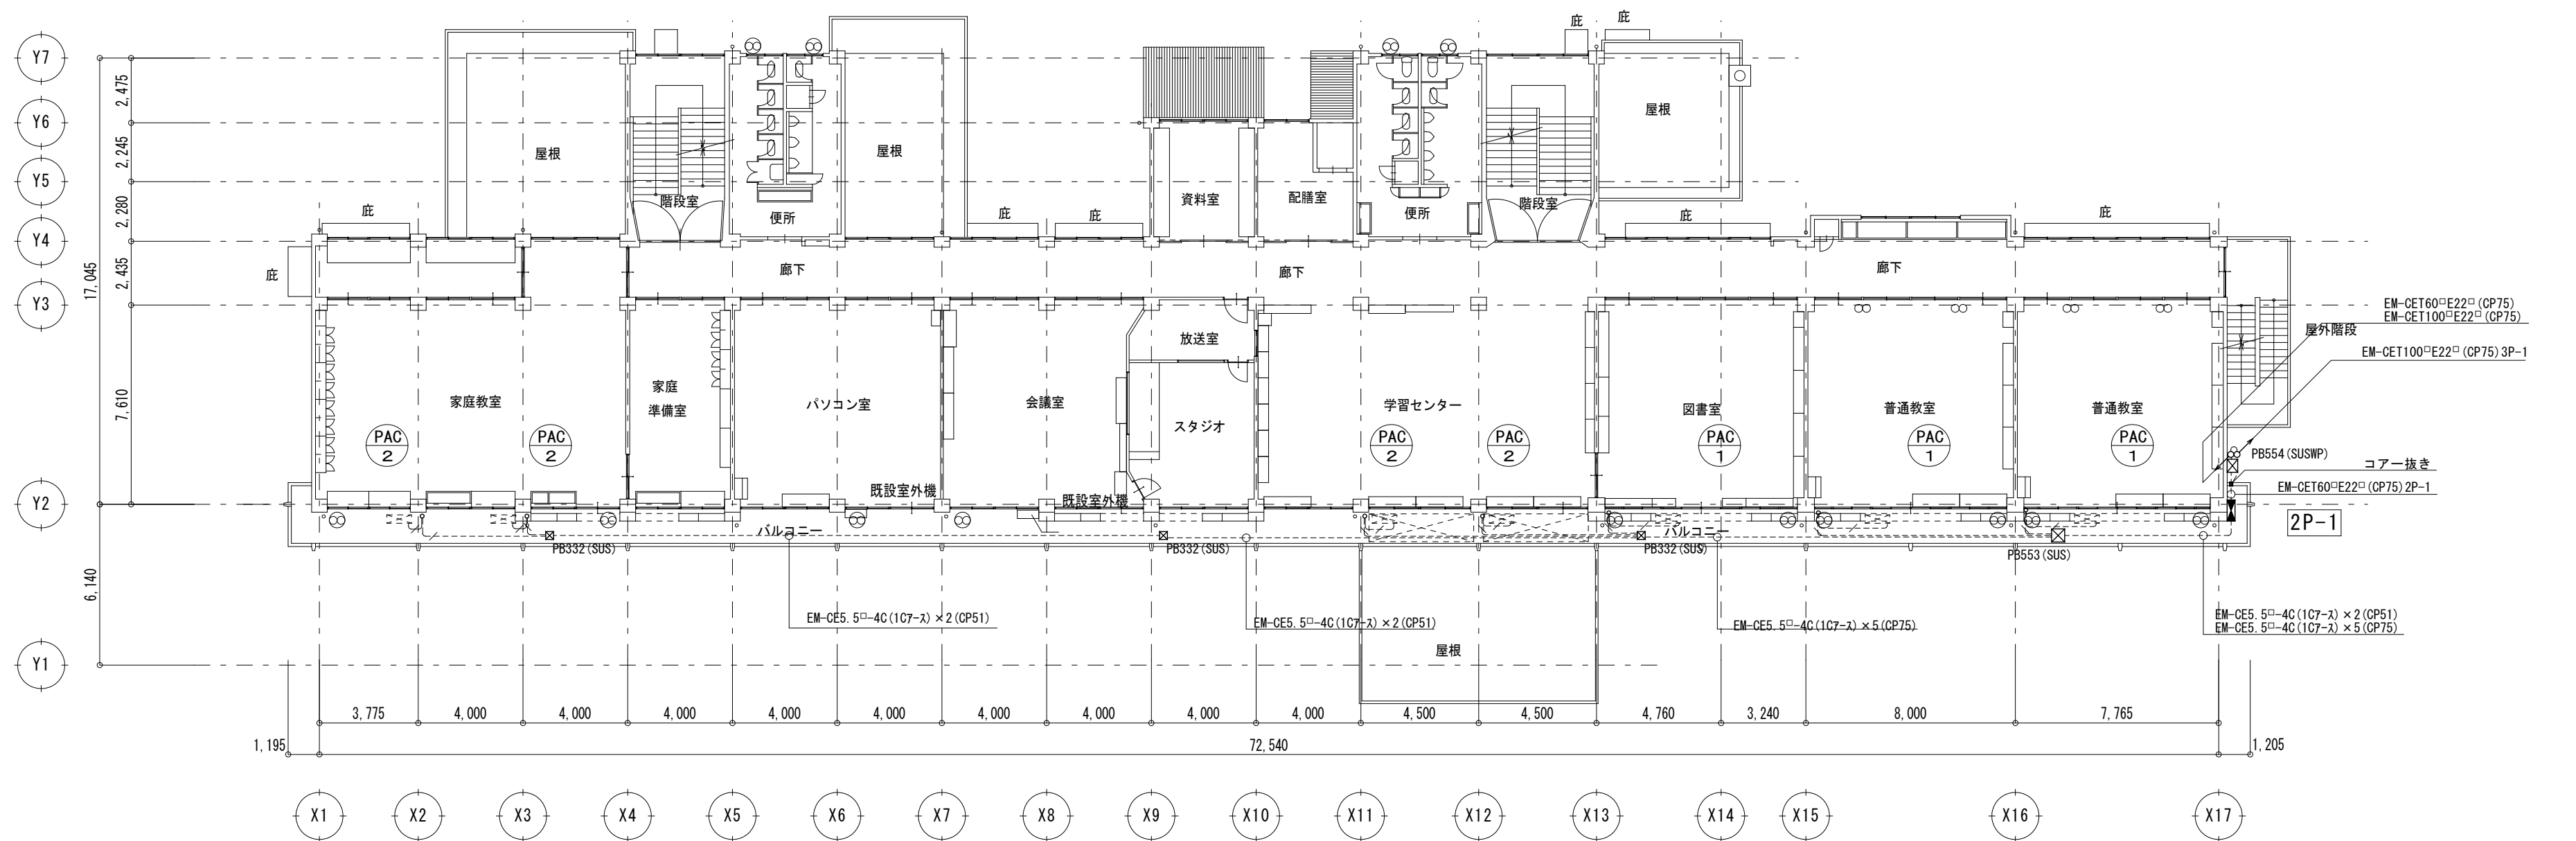 庇
庇
Y7
2,475
Y6
屋根
2,245
屋根
屋根
Y5
2,280
階段室
便所
資料室
配膳室
便所
階段室
庇
庇
庇
庇
庇
Y4
17,045
2,435
庇
廊下
廊下
廊下
Y3
EM-CET60□E22□(CP75)
EM-CET100□E22□(CP75)
屋外階段
EM-CET100□E22□(CP75)3P-1
放送室
7,610
家庭教室
家庭
準備室
パソコン室
会議室
スタジオ
学習センター
図書室
普通教室
普通教室
PAC
2
PAC
2
PAC
2
PAC
2
PAC
1
PAC
1
PAC
1
PB554(SUSWP)
コアー抜き
EM-CET60□E22□(CP75)2P-1
既設室外機
既設室外機
Y2
2P-1
バルコニー
バルコニー
PB332(SUS)
PB332(SUS)
PB332(SUS)
PB553(SUS)
6,140
EM-CE5.5□-4C(1Cアース)×2(CP51)
EM-CE5.5□-4C(1Cアース)×2(CP51)
EM-CE5.5□-4C(1Cアース)×5(CP75)
EM-CE5.5□-4C(1Cアース)×2(CP51)
EM-CE5.5□-4C(1Cアース)×5(CP75)
Y1
屋根
3,775
4,000
4,000
4,000
4,000
4,000
4,000
4,000
4,000
4,000
4,500
4,500
4,760
3,240
8,000
7,765
1,195
72,540
1,205
X1
X2
X3
X4
X5
X6
X7
X8
X9
X10
X11
X12
X13
X14
X15
X16
X17